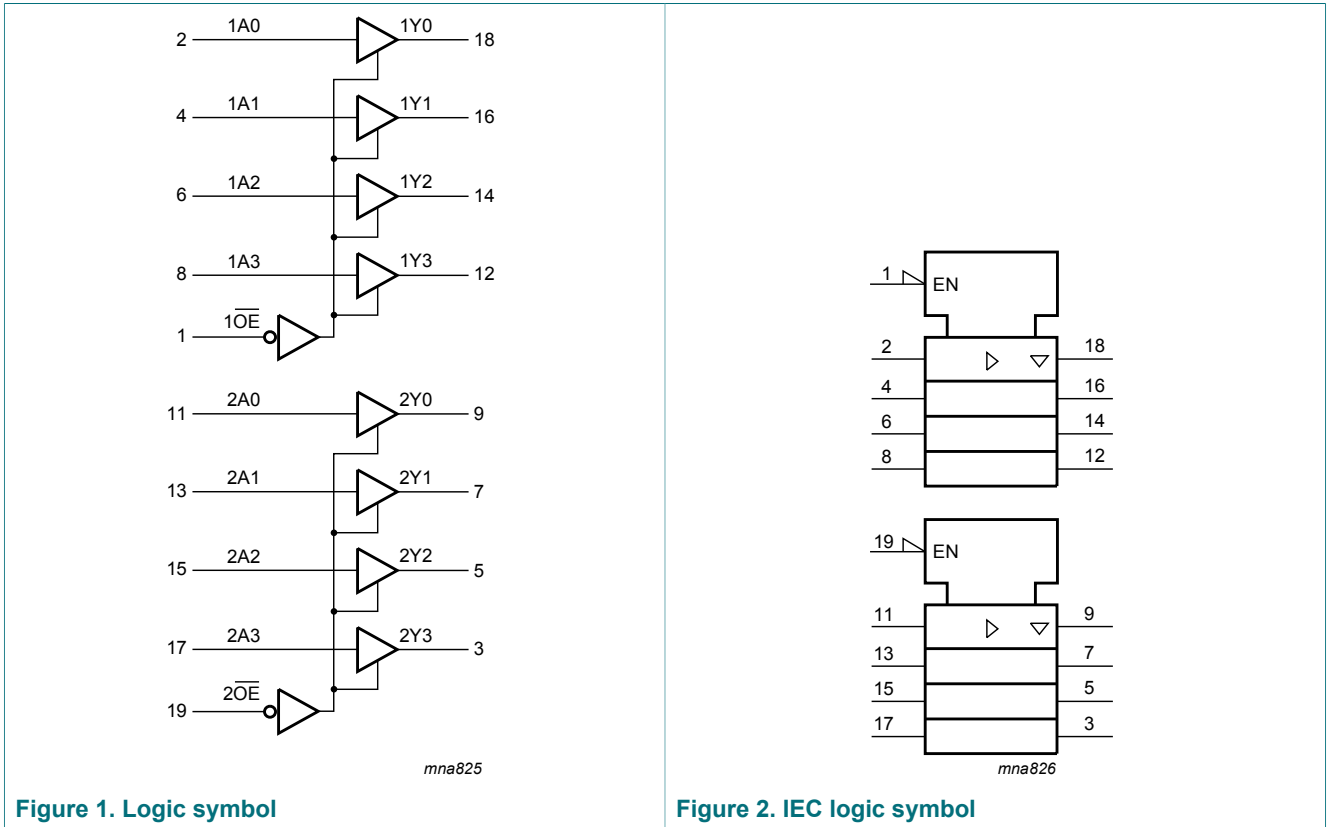 2 1A0 1Y0 18
4 1A1 1Y1 16
6 1A2 1Y2 14
8 1A3 1Y3 12
1 1O̅E̅
11 2A0 2Y0 9
13 2A1 2Y1 7
15 2A2 2Y2 5
17 2A3 2Y3 3
19 2O̅E̅
mna825
Figure 1. Logic symbol
1 EN
2 18
4 16
6 14
8 12
19 EN
11 9
13 7
15 5
17 3
mna826
Figure 2. IEC logic symbol